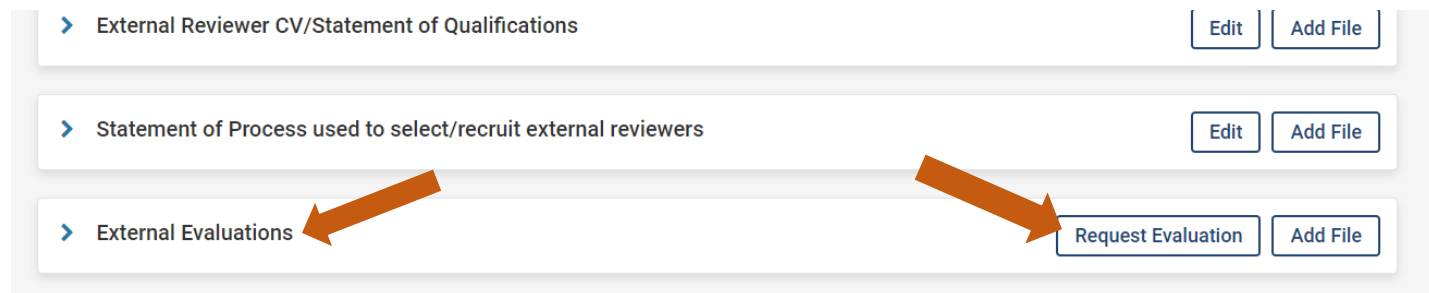 External Reviewer CV/Statement of Qualifications Edit Add File
Statement of Process used to select/recruit external reviewers Edit Add File
External Evaluations Request Evaluation Add File